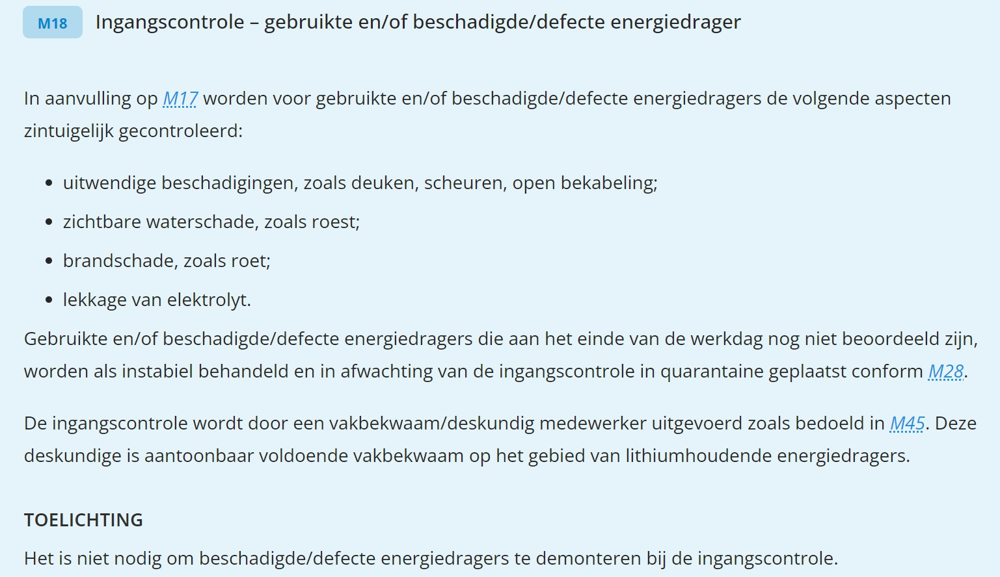 M18 Ingangscontrole – gebruikte en/of beschadigde/defecte energiedrager
In aanvulling op M17 worden voor gebruikte en/of beschadigde/defecte energiedragers de volgende aspecten
zintuigelijk gecontroleerd:
• uitwendige beschadigingen, zoals deuken, scheuren, open bekabeling;
• zichtbare waterschade, zoals roest;
• brandschade, zoals roet;
• lekkage van elektrolyt.
Gebruikte en/of beschadigde/defecte energiedragers die aan het einde van de werkdag nog niet beoordeeld zijn,
worden als instabiel behandeld en in afwachting van de ingangscontrole in quarantaine geplaatst conform M28.
De ingangscontrole wordt door een vakbekwaam/deskundig medewerker uitgevoerd zoals bedoeld in M45. Deze
deskundige is aantoonbaar voldoende vakbekwaam op het gebied van lithiumhoudende energiedragers.
TOELICHTING
Het is niet nodig om beschadigde/defecte energiedragers te demonteren bij de ingangscontrole.